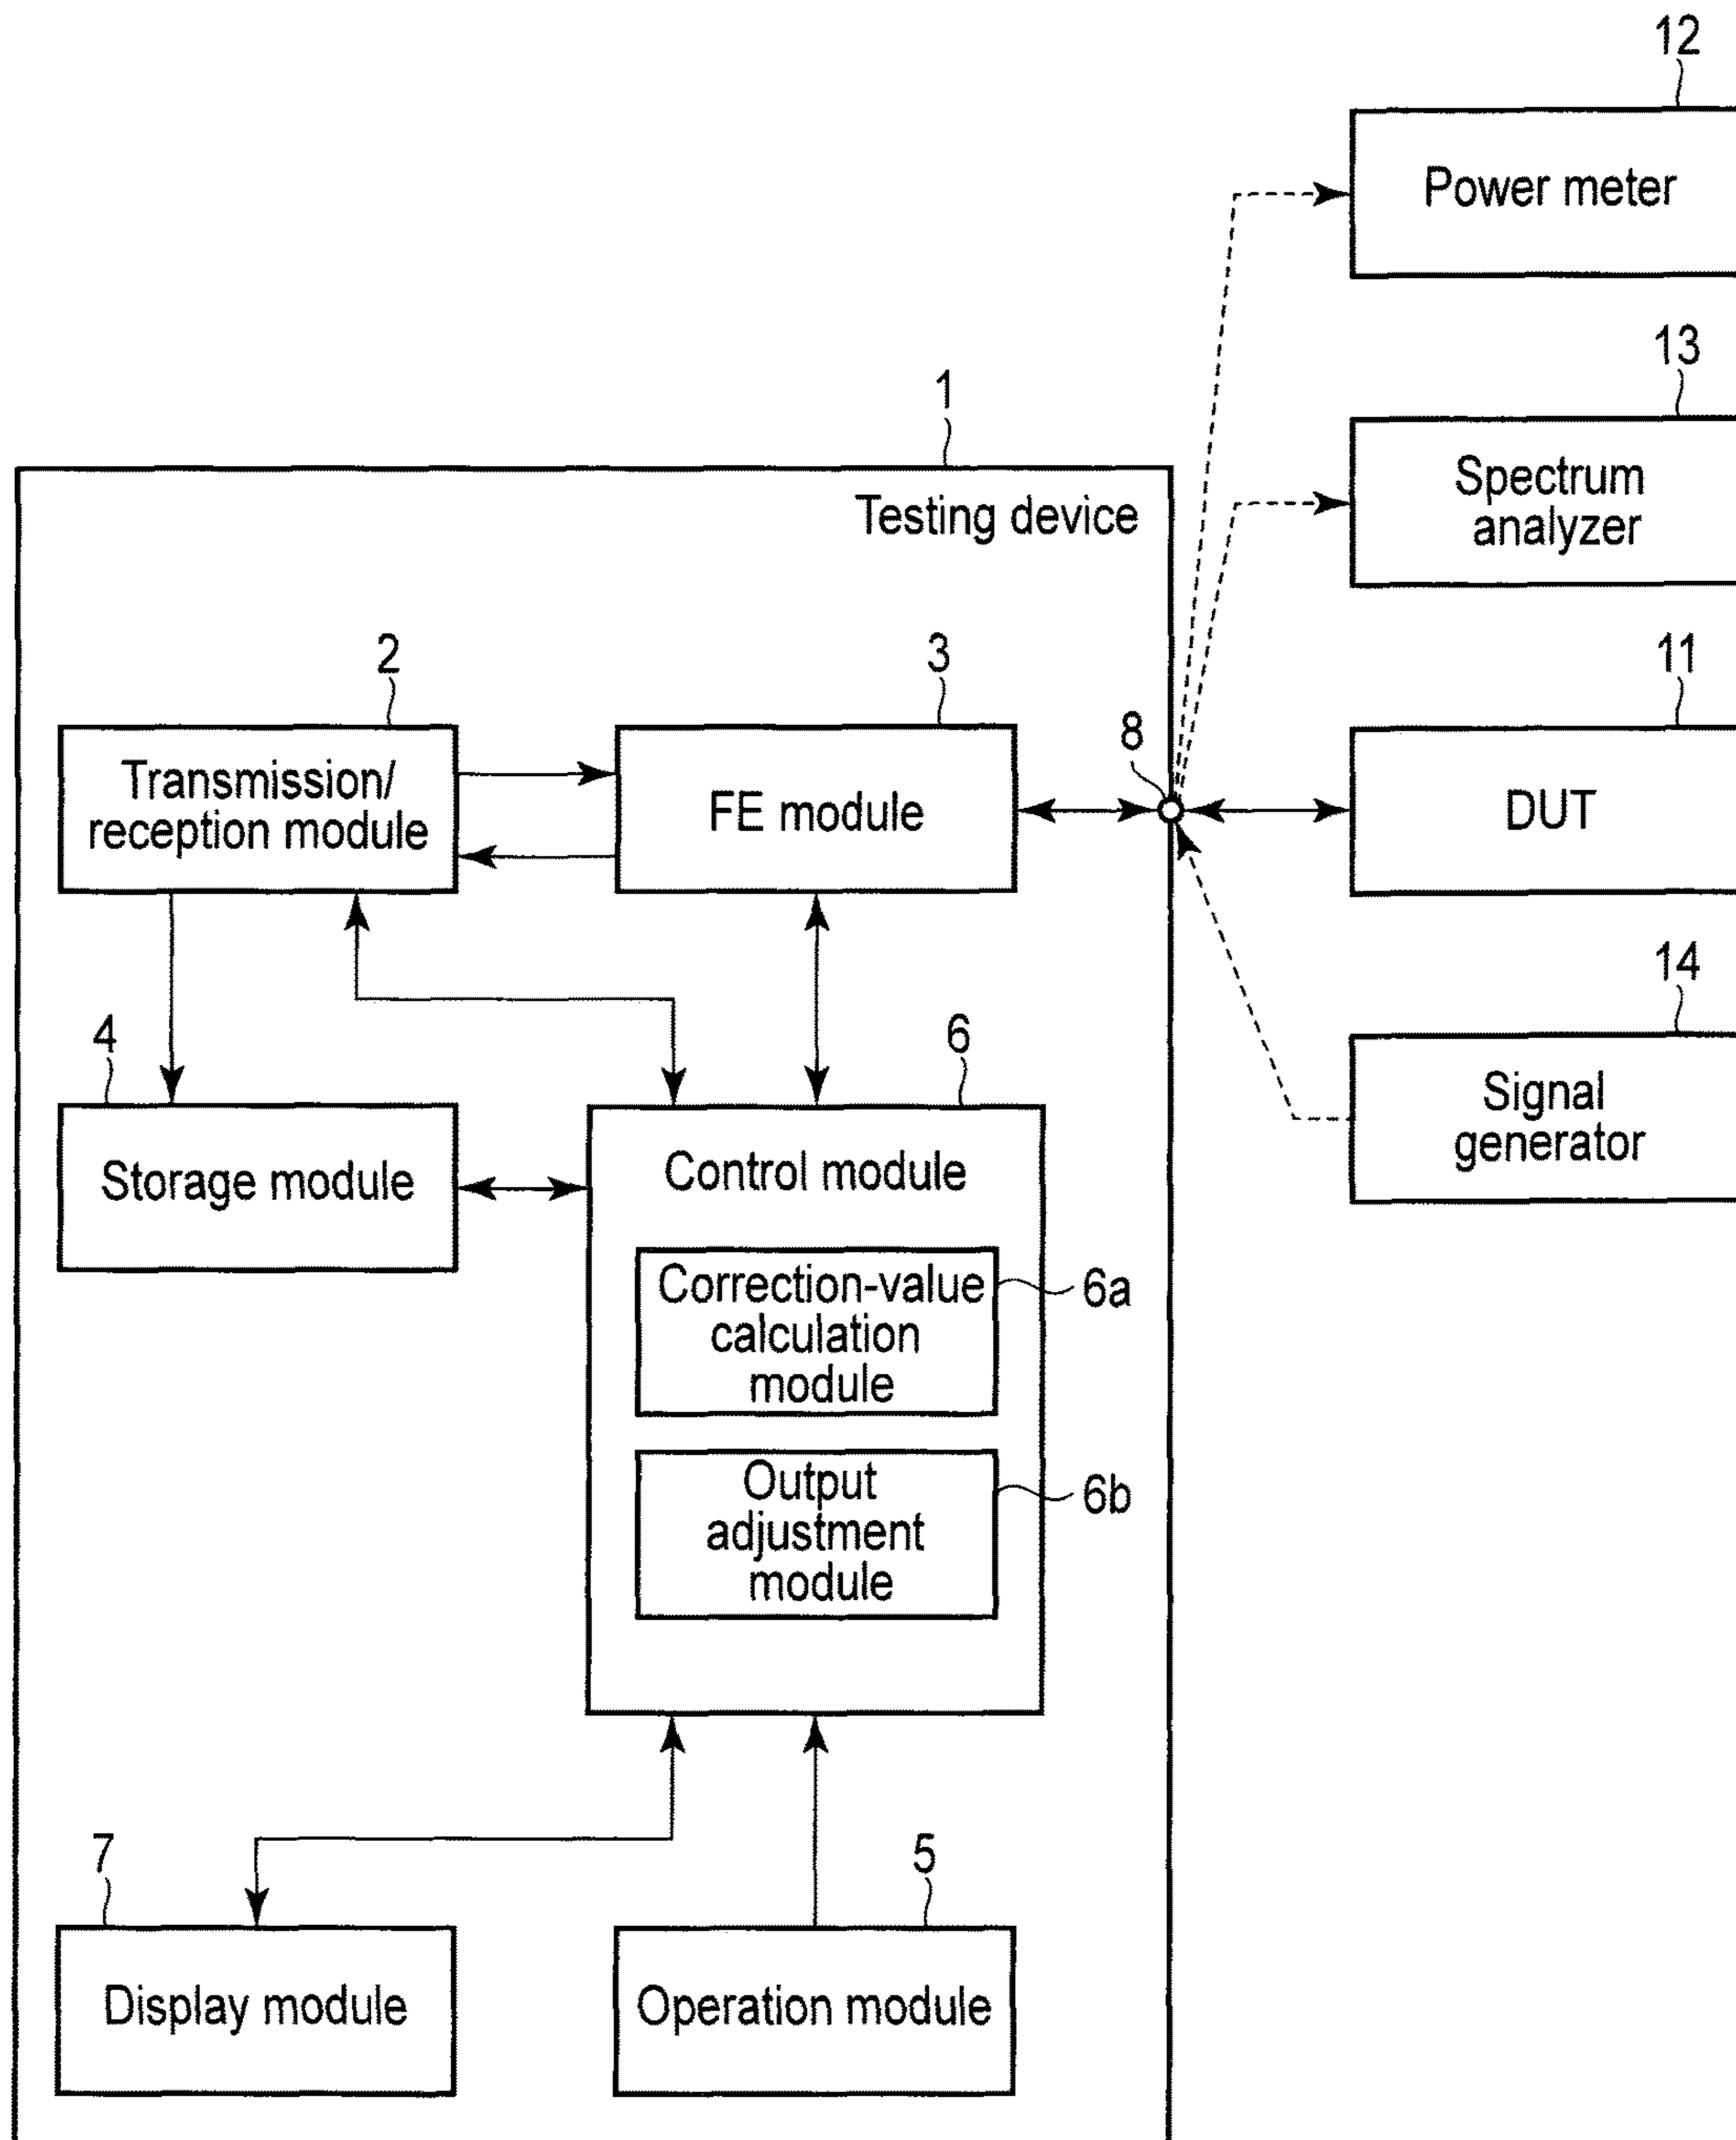 12
Power meter
13
Spectrum
analyzer
1
Testing device
2
Transmission/
reception module
3
FE module
8
11
DUT
14
Signal
generator
4
Storage module
6
Control module
Correction-value
calculation
module
6a
Output
adjustment
module
6b
7
Display module
5
Operation module